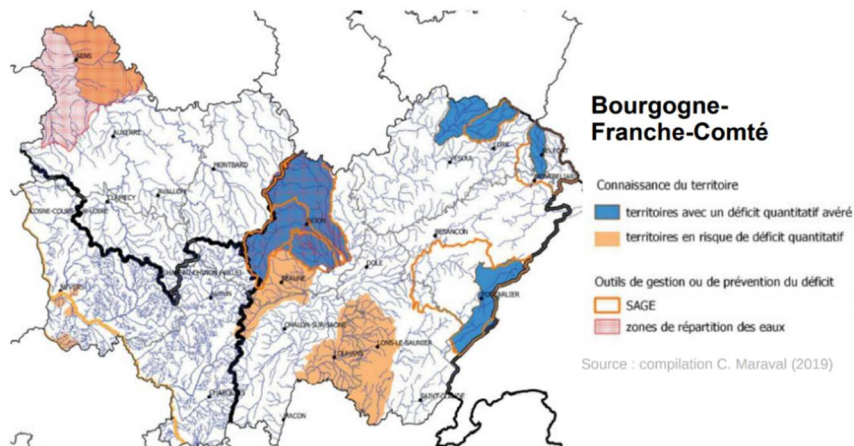 SENS
AUXERRE
MONTBARD
AVALLON
CLAMECY
VESOUL
LURE
BELFORT
MONTBELIARD
DIJON
BESANCON
DOLE
BEAUNE
NEVERS
AUTUN
PONTARLIER
CHALON-SUR-SAONE
LONS-LE-SAUNIER
LOUHANS
CHAROLLES
MACON
SAINT-CLAUDE
Bourgogne-
Franche-Comté
Connaissance du territoire
territoires avec un déficit quantitatif avéré
territoires en risque de déficit quantitatif
Outils de gestion ou de prévention du déficit
SAGE
zones de répartition des eaux
Source : compilation C. Maraval (2019)